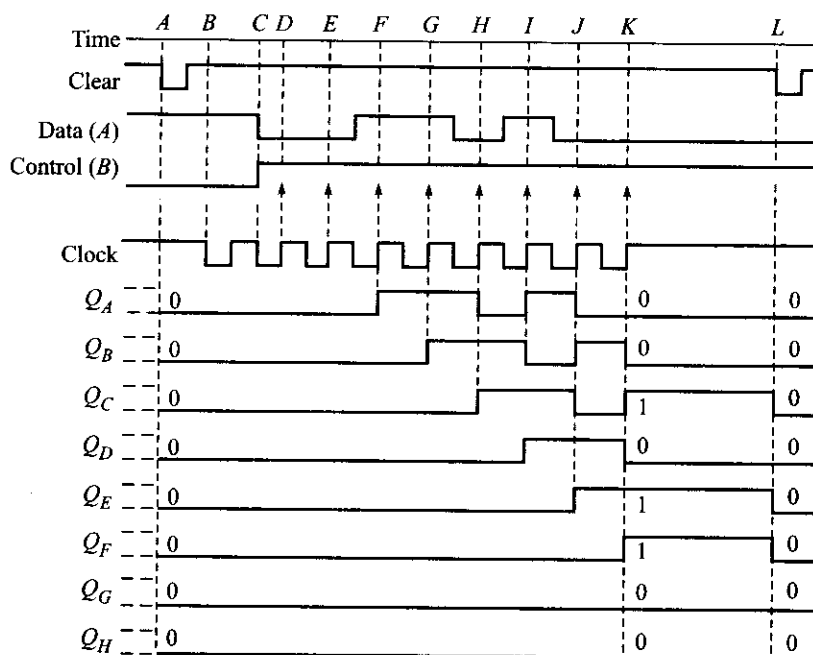 A B C D E F G H I J K L
Time
Clear
Data (A)
Control (B)
Clock
Q_A 0 0 0
Q_B 0 0 0
Q_C 0 1 0
Q_D 0 0 0
Q_E 0 1 0
Q_F 0 1 0
Q_G 0 0 0
Q_H 0 0 0